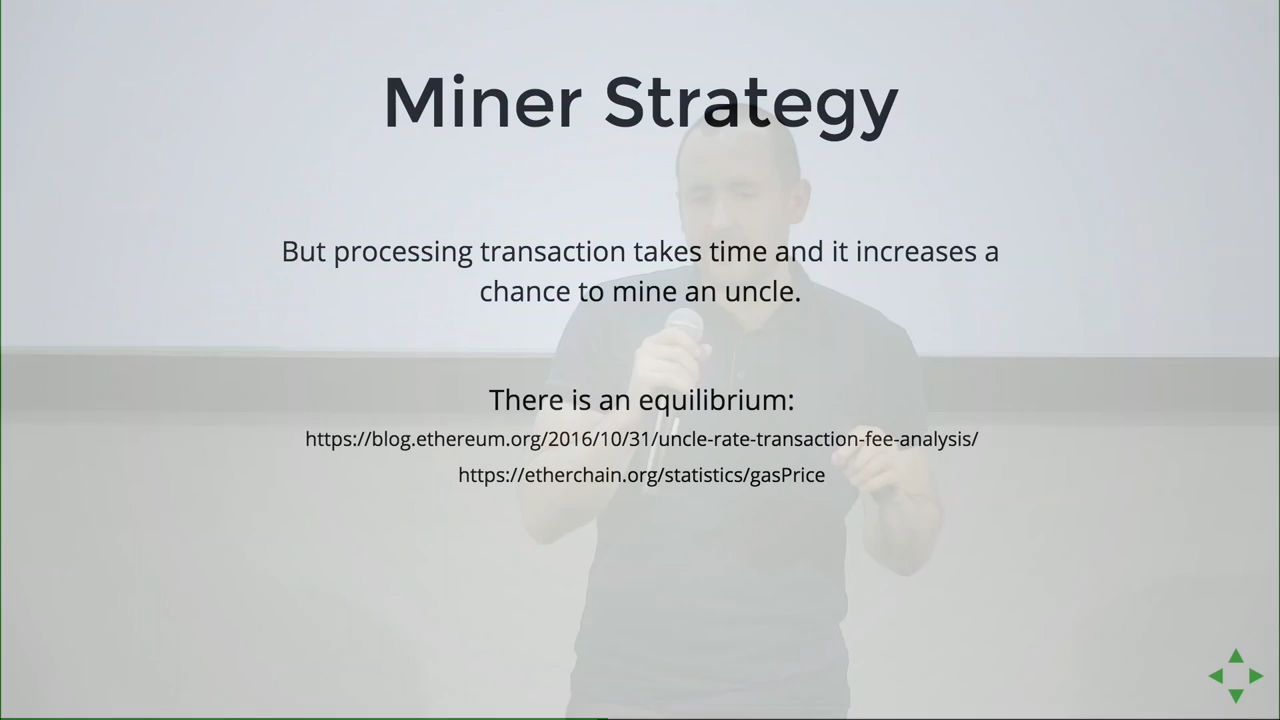 Miner Strategy
But processing transaction takes time and it increases a
chance to mine an uncle.
There is an equilibrium:
https://blog.ethereum.org/2016/10/31/uncle-rate-transaction-fee-analysis/
https://etherchain.org/statistics/gasPrice